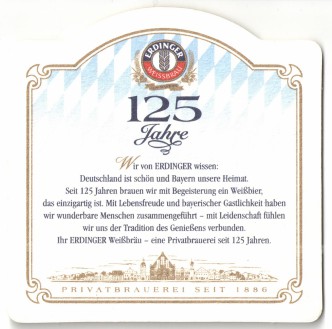 ERDINGER
WEISSBRÄU
125
Jahre
Wir von ERDINGER wissen:
Deutschland ist schön und Bayern unsere Heimat.
Seit 125 Jahren brauen wir mit Begeisterung ein Weißbier,
das einzigartig ist. Mit Lebensfreude und bayerischer Gastlichkeit haben
wir wunderbare Menschen zusammengeführt – mit Leidenschaft fühlen
wir uns der Tradition des Genießens verbunden.
Ihr ERDINGER Weißbräu – eine Privatbrauerei seit 125 Jahren.
PRIVATBRAUEREI SEIT 1886